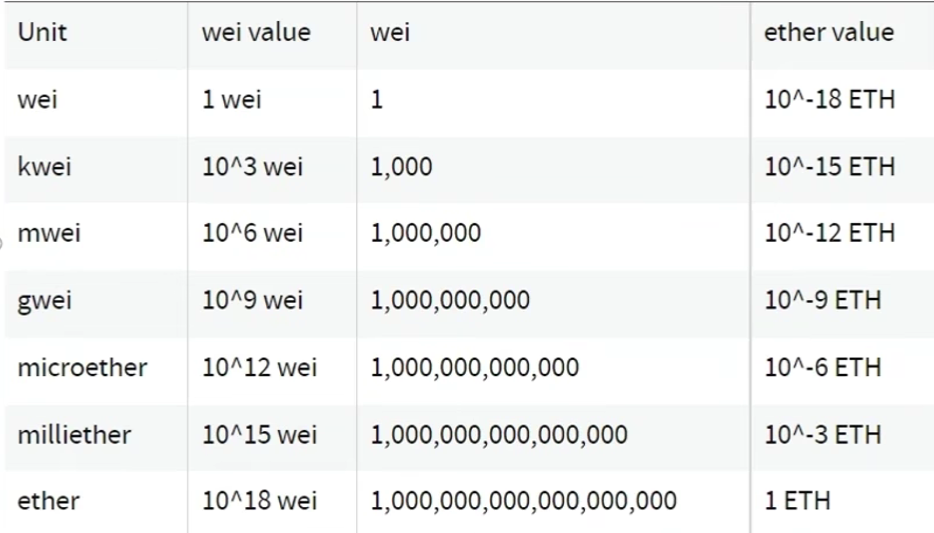 Unit wei value wei ether value
wei 1 wei 1 10^-18 ETH
kwei 10^3 wei 1,000 10^-15 ETH
mwei 10^6 wei 1,000,000 10^-12 ETH
gwei 10^9 wei 1,000,000,000 10^-9 ETH
microether 10^12 wei 1,000,000,000,000 10^-6 ETH
milliether 10^15 wei 1,000,000,000,000,000 10^-3 ETH
ether 10^18 wei 1,000,000,000,000,000,000 1 ETH